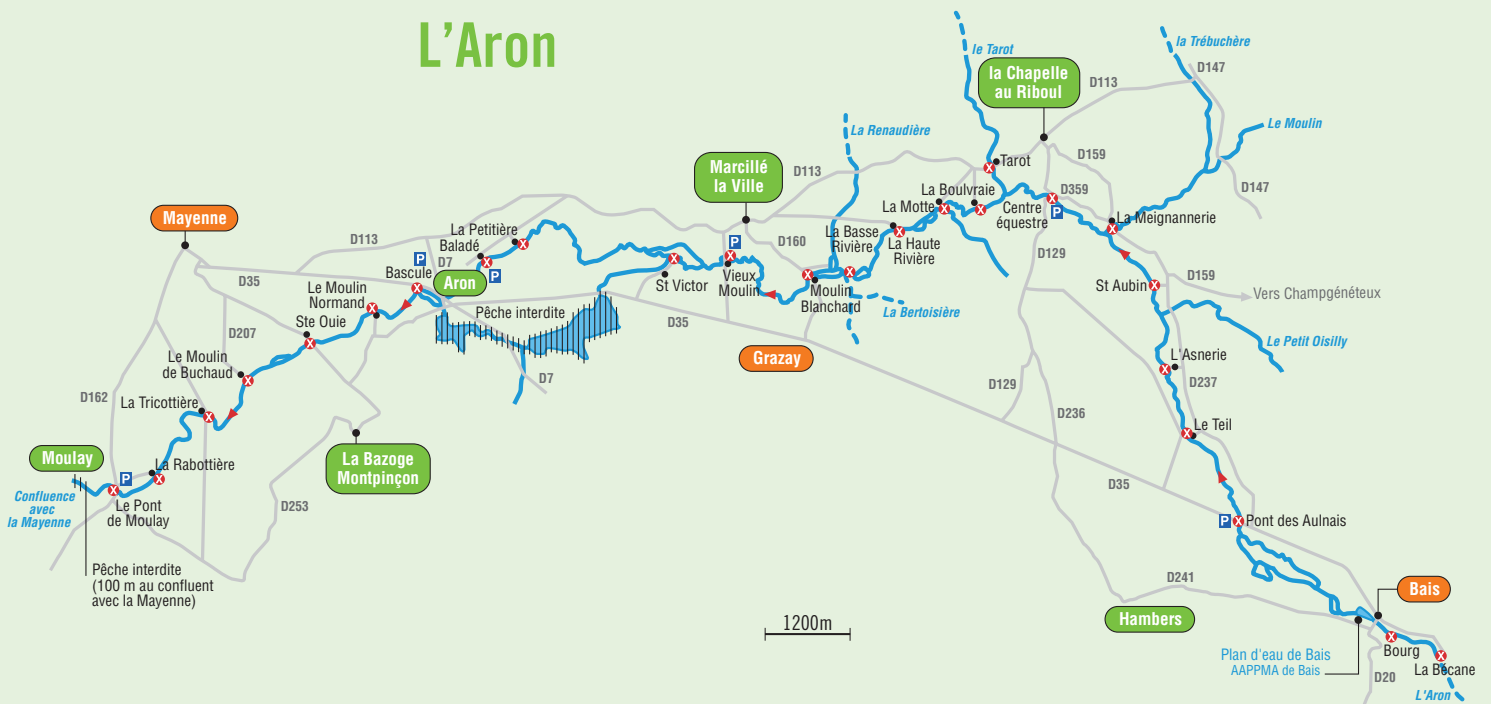 L'Aron
le Tarot
la Trébuchère
D147
la Chapelle
au Riboul
D113
Le Moulin
La Renaudière
Tarot
D159
Marcillé
la Ville
D113
D147
La Boulvraie
D359
La Motte
Centre
équestre
P
La Meignannerie
Mayenne
La Petitière
Baladé
D113
D7
P
D160
La Basse
Rivière
La Haute
Rivière
D129
P
Bascule
Aron
P
D35
St Victor
Vieux
Moulin
Moulin
Blanchard
St Aubin
D159
Vers Champgénéteux
Le Moulin
Normand
Pêche interdite
La Bertoisière
Ste Ouie
D35
D207
Le Petit Oisilly
Grazay
Le Moulin
de Buchaud
L'Asnerie
D7
D129
D237
D162
La Tricottière
D236
Le Teil
Moulay
La Bazoge
Montpinçon
La Rabottière
P
D35
Confluence
avec
la Mayenne
Le Pont
de Moulay
D253
P
Pont des Aulnais
Pêche interdite
(100 m au confluent
avec la Mayenne)
D241
Bais
Hambers
1200m
Bourg
Plan d'eau de Bais
AAPPMA de Bais
La Bécane
D20
L'Aron